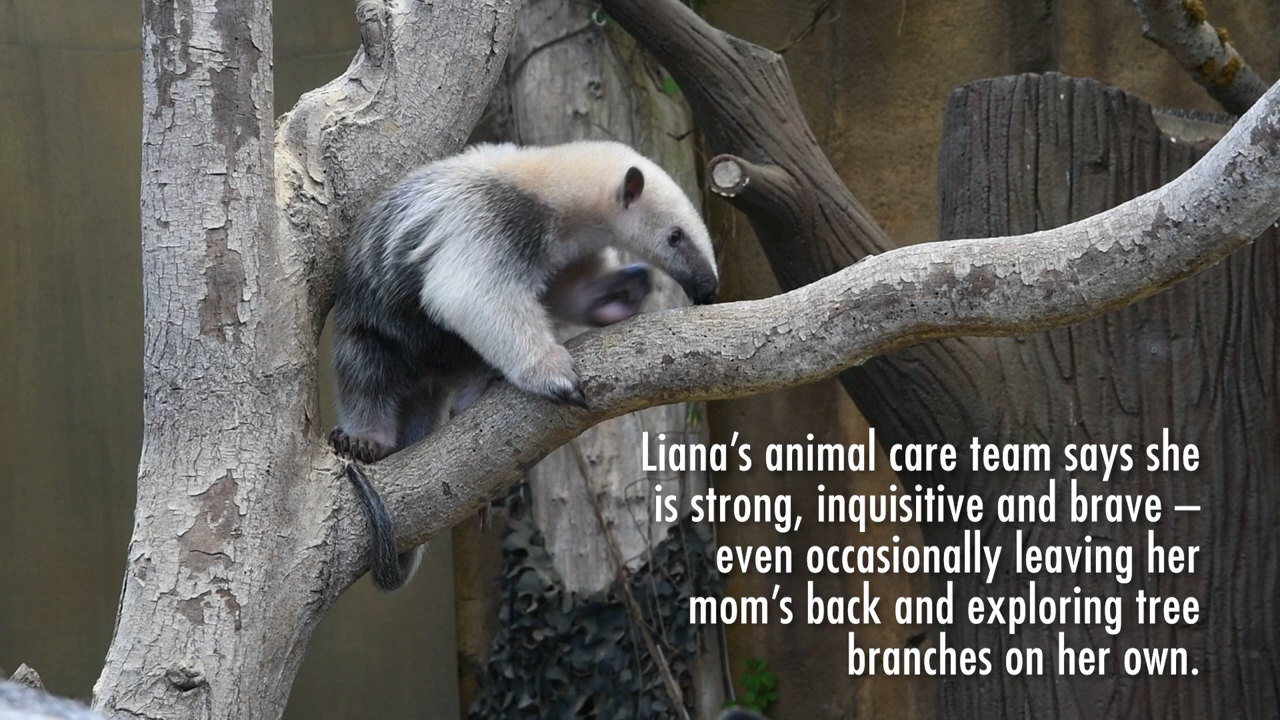 Liana’s animal care team says she
is strong, inquisitive and brave –
even occasionally leaving her
mom’s back and exploring tree
branches on her own.